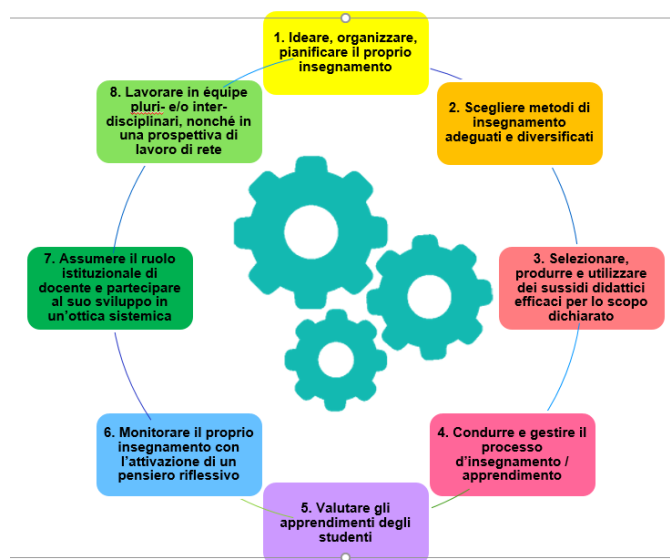 1. Ideare, organizzare,
pianificare il proprio
insegnamento
2. Scegliere metodi di
insegnamento
adeguati e diversificati
3. Selezionare,
produrre e utilizzare
dei sussidi didattici
efficaci per lo scopo
dichiarato
4. Condurre e gestire il
processo
d'insegnamento /
apprendimento
5. Valutare gli
apprendimenti degli
studenti
6. Monitorare il proprio
insegnamento con
l'attivazione di un
pensiero riflessivo
7. Assumere il ruolo
istituzionale di
docente e partecipare
al suo sviluppo in
un'ottica sistemica
8. Lavorare in équipe
pluri- e/o inter-
disciplinari, nonché in
una prospettiva di
lavoro di rete